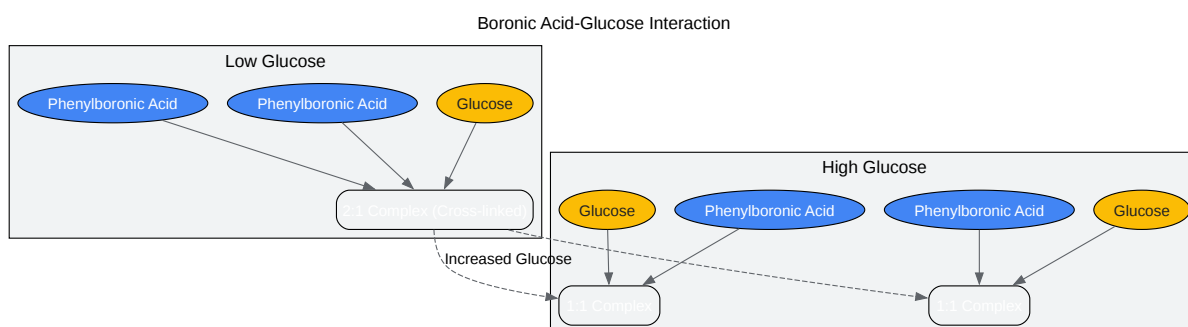 Boronic Acid-Glucose Interaction
Low Glucose
Phenylboronic Acid
Phenylboronic Acid
Glucose
2:1 Complex (Cross-linked)
High Glucose
Glucose
Phenylboronic Acid
Phenylboronic Acid
Glucose
Increased Glucose
1:1 Complex
1:1 Complex